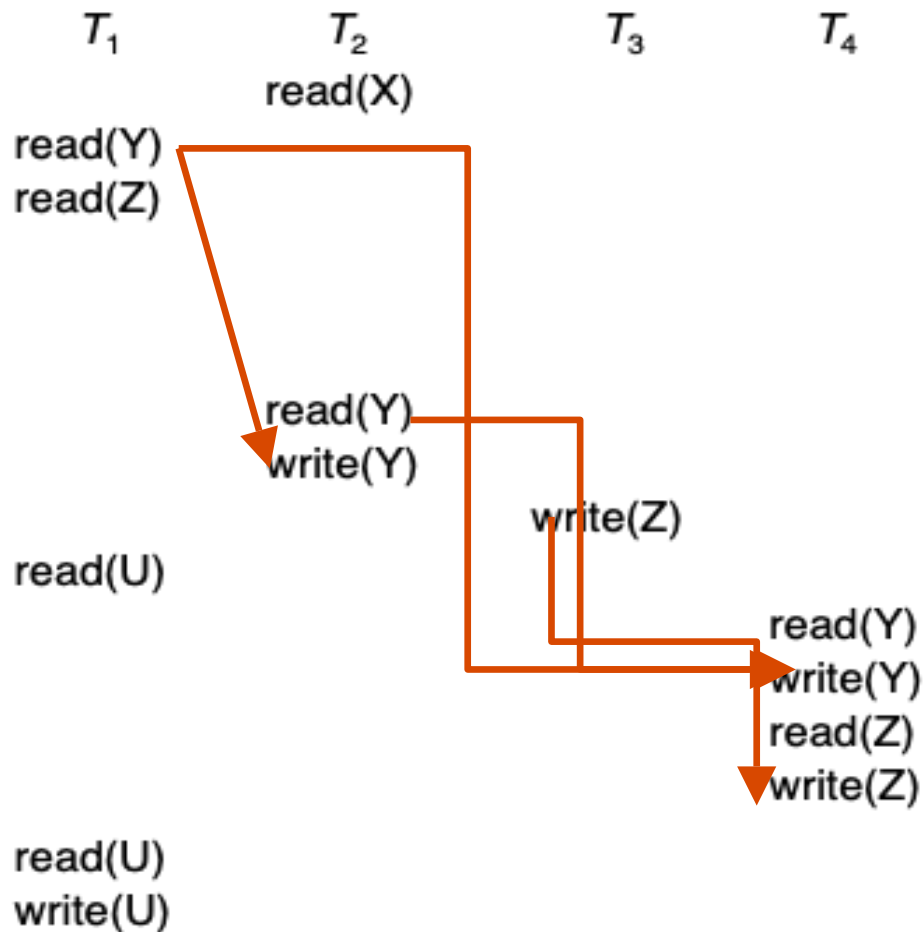 T₁ T₂ T₃ T₄
read(X)
read(Y)
read(Z)
read(Y)
write(Y)
write(Z)
read(U)
read(Y)
write(Y)
read(Z)
write(Z)
read(U)
write(U)